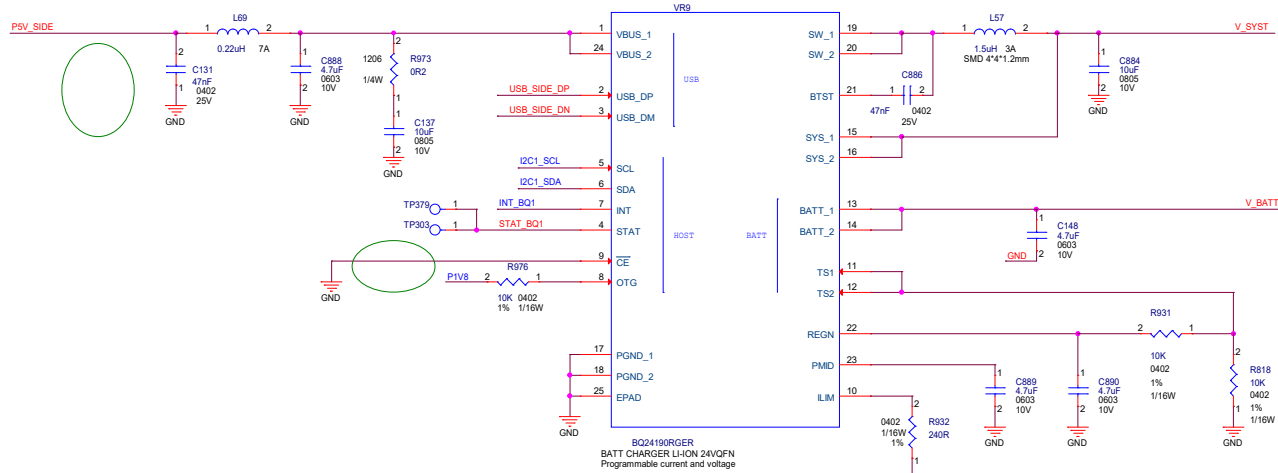 P5V_SIDE
L69
1
2
0.22uH
7A
2
C131
1
47nF
0402
25V
GND
1
C888
4.7uF
2
0603
10V
GND
2
1206
R973
0R2
1/4W
1
1
C137
10uF
0805
2
10V
GND
VR9
1
VBUS_1
24
VBUS_2
USB
USB_SIDE_DP
2
USB_DP
USB_SIDE_DN
3
USB_DM
I2C1_SCL
5
SCL
I2C1_SDA
6
SDA
TP379
1
INT_BQ1
7
INT
TP303
1
STAT_BQ1
4
STAT
HOST
BATT
9
CE
GND
P1V8
2
R976
1
8
OTG
10K
0402
1%
1/16W
17
PGND_1
18
PGND_2
25
EPAD
GND
SW_1
19
SW_2
20
L57
1
2
1.5uH
3A
SMD 4*4*1.2mm
V_SYST
C886
BTST
21
1
2
47nF
0402
25V
1
C884
10uF
0805
2
10V
GND
SYS_1
15
SYS_2
16
BATT_1
13
V_BATT
BATT_2
14
1
C148
4.7uF
0603
GND
2
10V
TS1
11
TS2
12
REGN
22
R931
2
1
10K
0402
1%
1/16W
PMID
23
1
C889
4.7uF
0603
2
10V
GND
1
C890
4.7uF
0603
2
10V
GND
2
R818
10K
0402
1
1%
1/16W
GND
ILIM
10
2
0402
R932
1/16W
240R
1%
1
BQ24190RGER
BATT CHARGER LI-ION 24VQFN
Programmable current and voltage